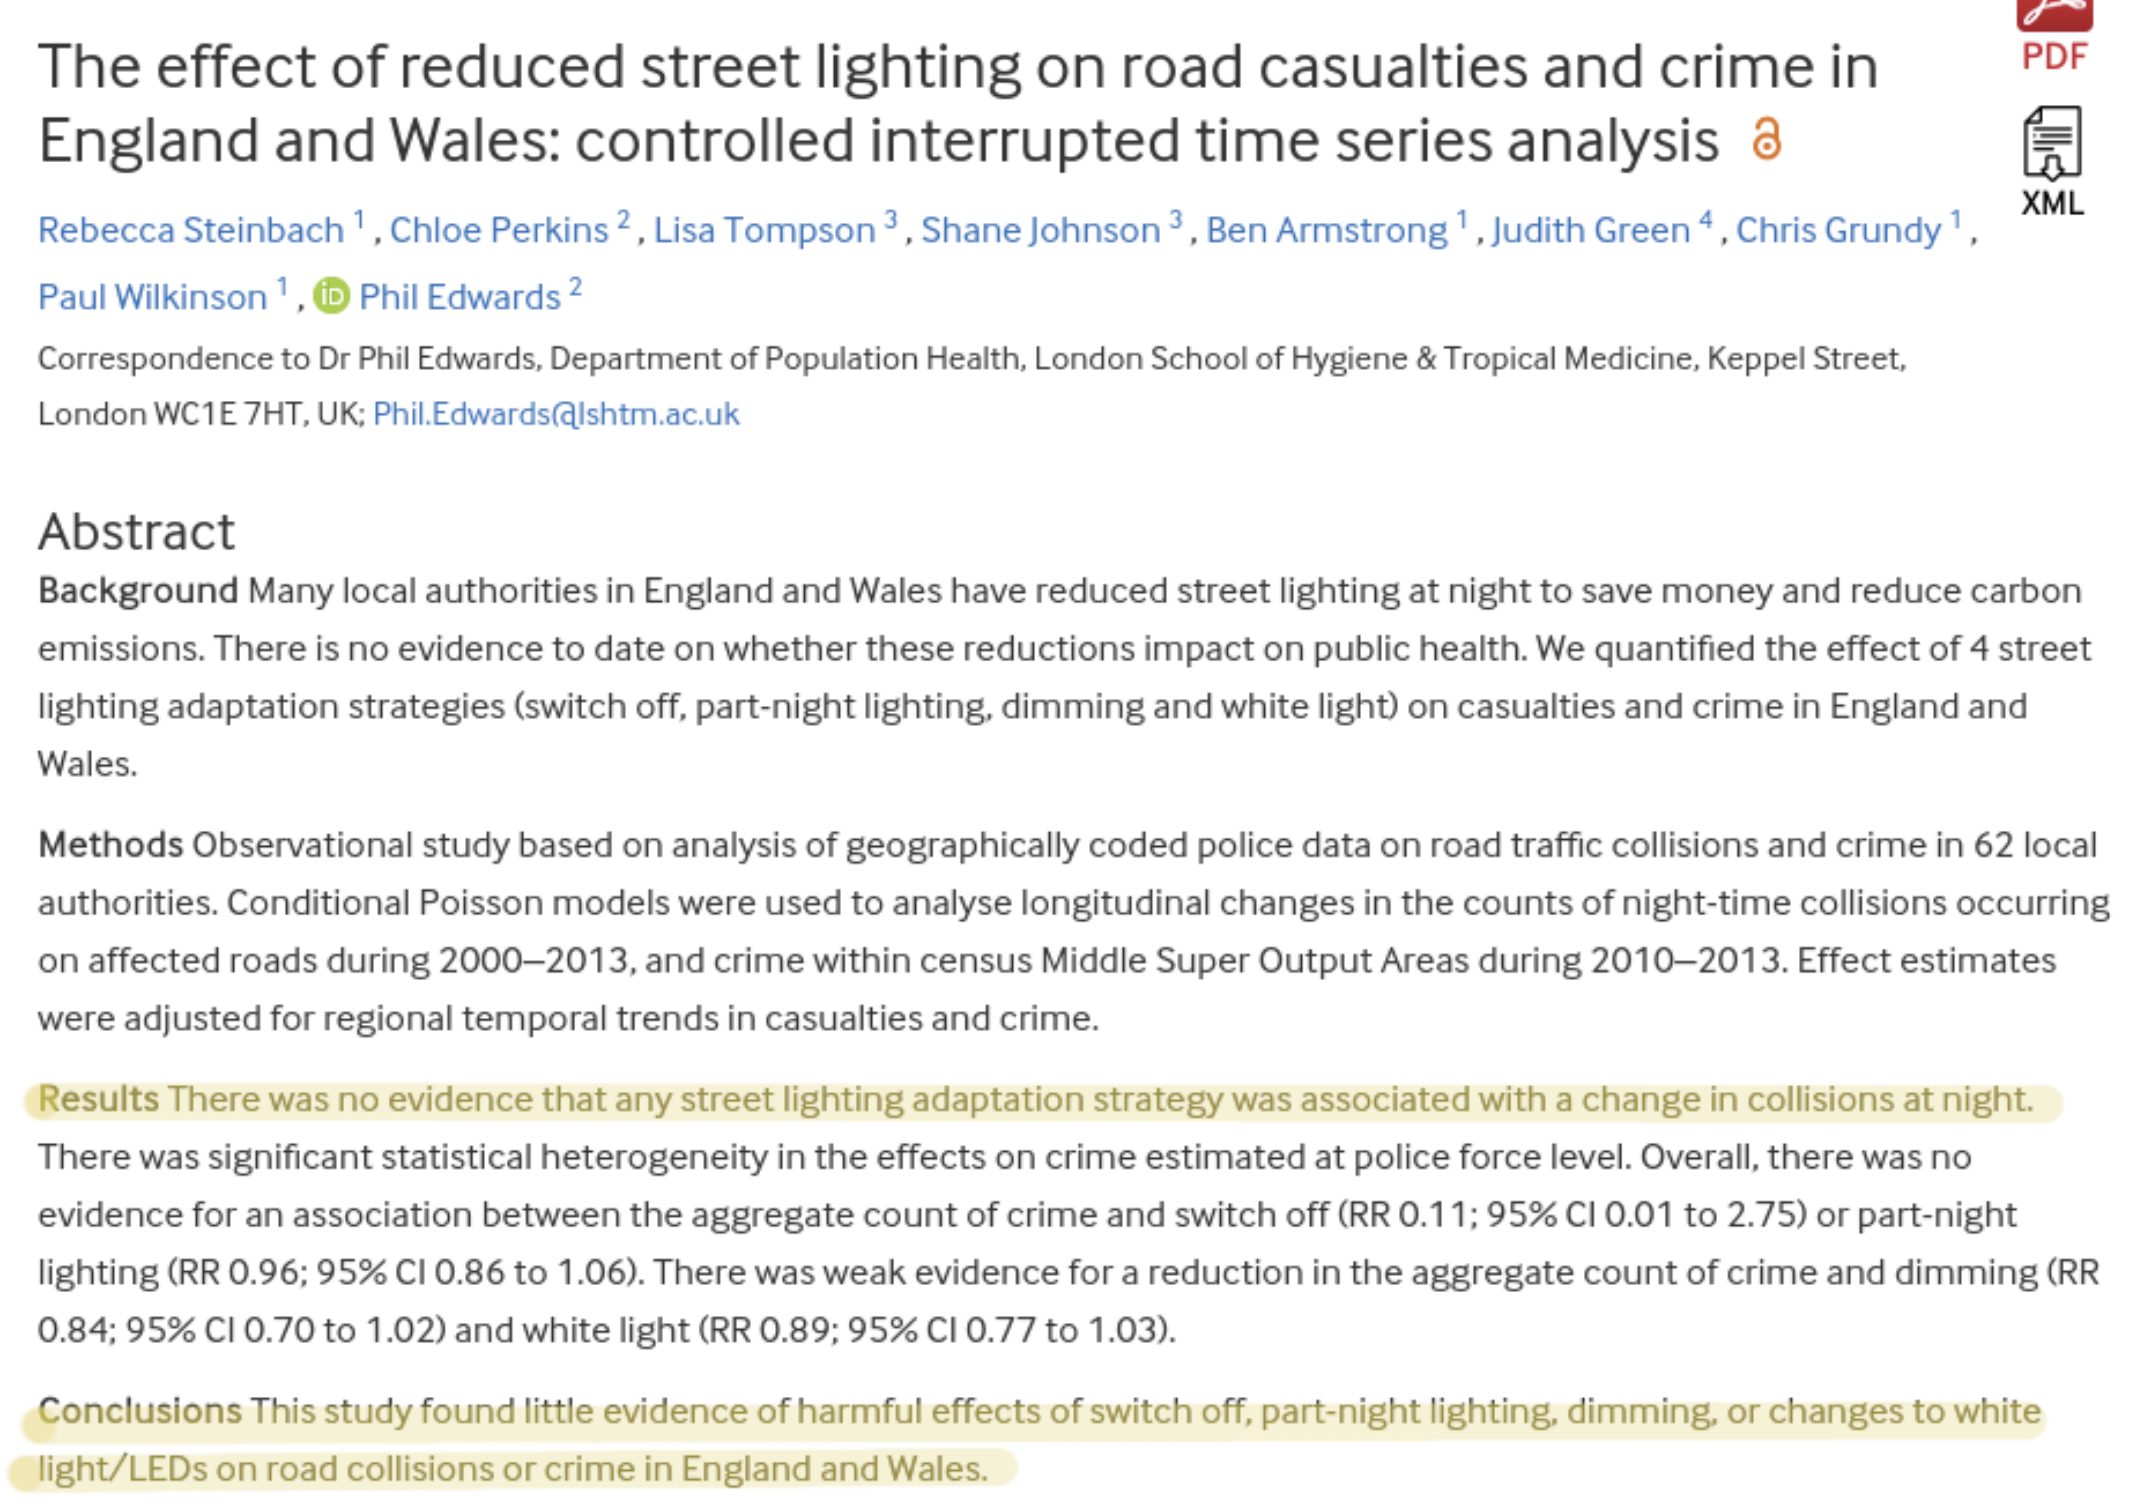 The effect of reduced street lighting on road casualties and crime in
England and Wales: controlled interrupted time series analysis
PDF
XML
Rebecca Steinbach 1 , Chloe Perkins 2 , Lisa Tompson 3 , Shane Johnson 3 , Ben Armstrong 1 , Judith Green 4 , Chris Grundy 1 ,
Paul Wilkinson 1 , iD Phil Edwards 2
Correspondence to Dr Phil Edwards, Department of Population Health, London School of Hygiene & Tropical Medicine, Keppel Street,
London WC1E 7HT, UK; Phil.Edwards@lshtm.ac.uk
Abstract
Background Many local authorities in England and Wales have reduced street lighting at night to save money and reduce carbon
emissions. There is no evidence to date on whether these reductions impact on public health. We quantified the effect of 4 street
lighting adaptation strategies (switch off, part-night lighting, dimming and white light) on casualties and crime in England and
Wales.
Methods Observational study based on analysis of geographically coded police data on road traffic collisions and crime in 62 local
authorities. Conditional Poisson models were used to analyse longitudinal changes in the counts of night-time collisions occurring
on affected roads during 2000–2013, and crime within census Middle Super Output Areas during 2010–2013. Effect estimates
were adjusted for regional temporal trends in casualties and crime.
Results There was no evidence that any street lighting adaptation strategy was associated with a change in collisions at night.
There was significant statistical heterogeneity in the effects on crime estimated at police force level. Overall, there was no
evidence for an association between the aggregate count of crime and switch off (RR 0.11; 95% CI 0.01 to 2.75) or part-night
lighting (RR 0.96; 95% CI 0.86 to 1.06). There was weak evidence for a reduction in the aggregate count of crime and dimming (RR
0.84; 95% CI 0.70 to 1.02) and white light (RR 0.89; 95% CI 0.77 to 1.03).
Conclusions This study found little evidence of harmful effects of switch off, part-night lighting, dimming, or changes to white
light/LEDs on road collisions or crime in England and Wales.